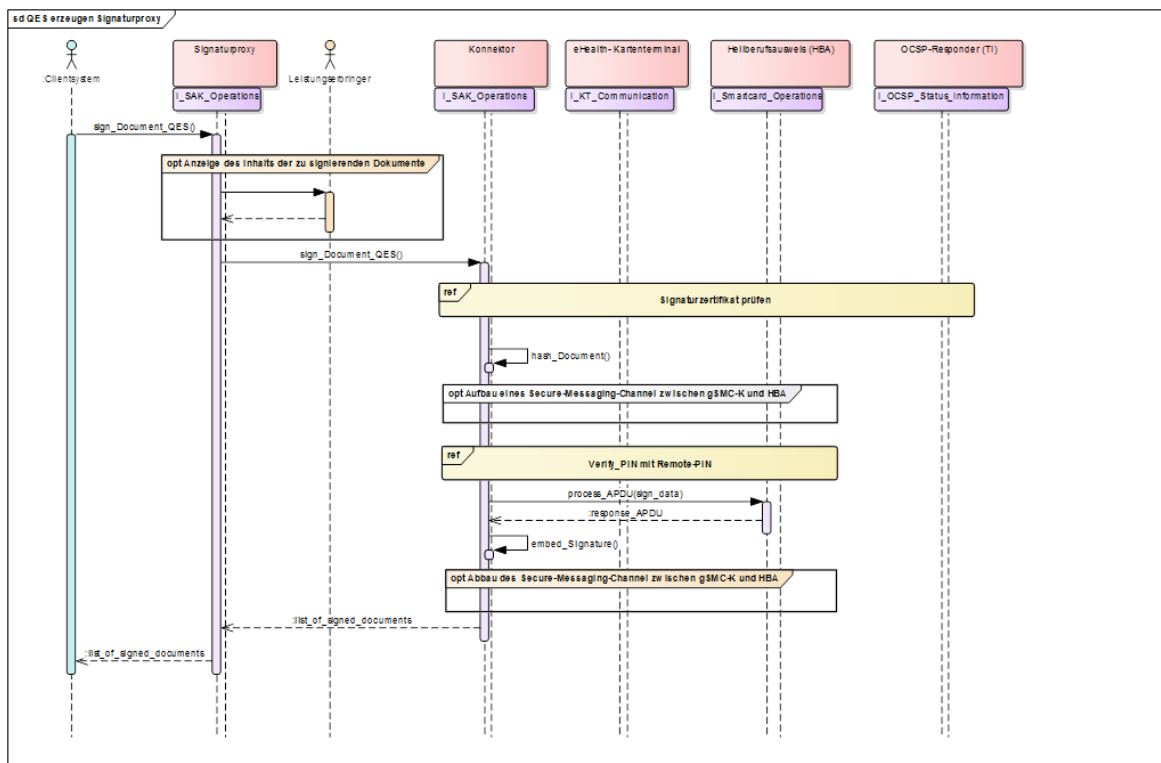 sd QES erzeugen Signaturproxy
Signaturproxy
Konnektor
eHealth-Kartenterminal
Heilberufsausweis (HBA)
OCSP-Responder (TI)
:Clientsystem
Leistungserbringer
I_SAK_Operations
I_SAK_Operations
I_KT_Communication
I_Smartcard_Operations
I_OCSP_Status_Information
sign_Document_QES()
opt Anzeige des Inhalts der zu signierenden Dokumente
sign_Document_QES()
ref
Signaturzertifikat prüfen
hash_Document()
opt Aufbau eines Secure-Messaging-Channel zwischen gSMC-K und HBA
ref
Verify_PIN mit Remote-PIN
process_APDU(sign_data)
:response_APDU
embed_Signature()
opt Abbau des Secure-Messaging-Channel zwischen gSMC-K und HBA
:list_of_signed_documents
:list_of_signed_documents